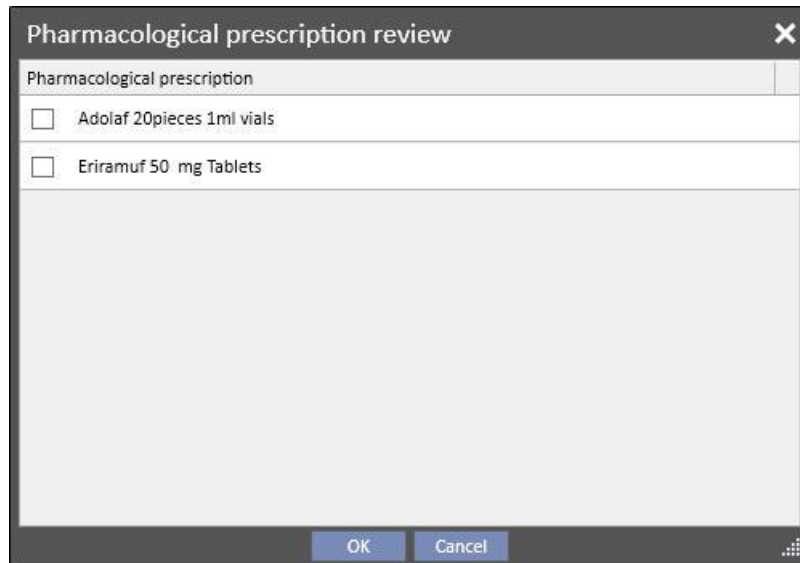 Pharmacological prescription review
Pharmacological prescription
Adolaf 20pieces 1ml vials
Eriramuf 50 mg Tablets
OK Cancel